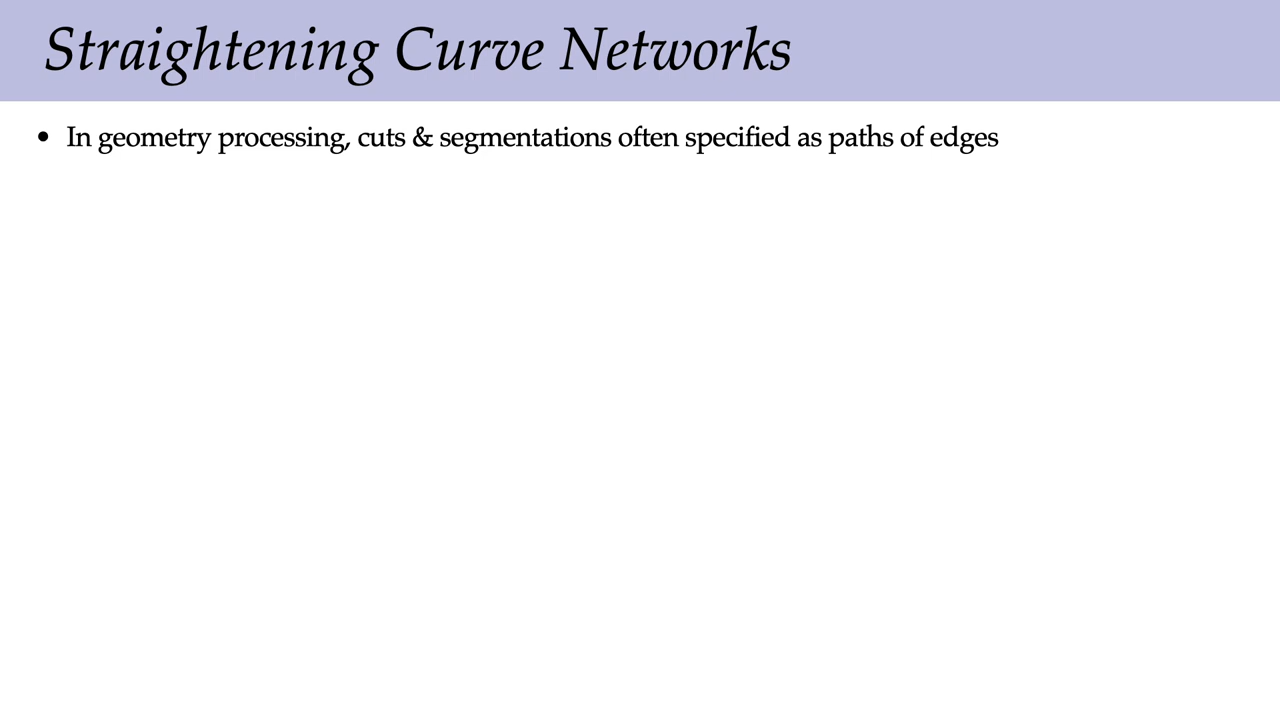 Straightening Curve Networks
• In geometry processing, cuts & segmentations often specified as paths of edges